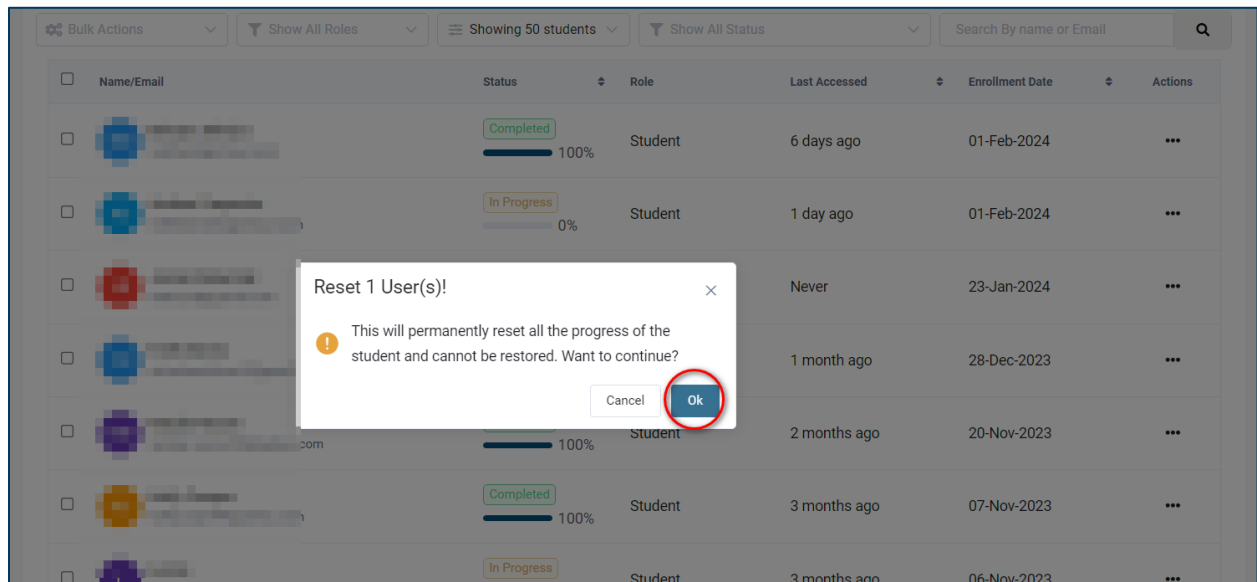 Bulk Actions Show All Roles Showing 50 students Show All Status Search By name or Email
Name/Email Status Role Last Accessed Enrollment Date Actions
Completed
100% Student 6 days ago 01-Feb-2024
In Progress
0% Student 1 day ago 01-Feb-2024
Reset 1 User(s)!
Never 23-Jan-2024
This will permanently reset all the progress of the
student and cannot be restored. Want to continue?
1 month ago 28-Dec-2023
Cancel Ok
Student 2 months ago 20-Nov-2023
com 100%
Completed
100% Student 3 months ago 07-Nov-2023
In Progress
Student 3 months ago 06-Nov-2023